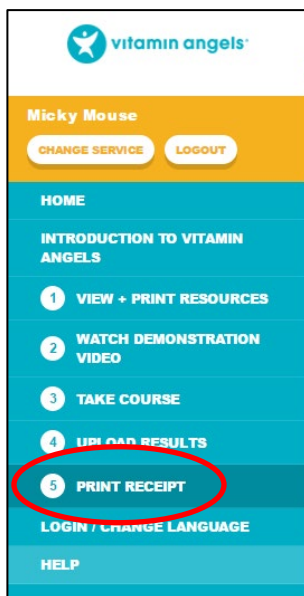 vitamin angels
Micky Mouse
CHANGE SERVICE LOGOUT
HOME
INTRODUCTION TO VITAMIN
ANGELS
1 VIEW + PRINT RESOURCES
2 WATCH DEMONSTRATION
VIDEO
3 TAKE COURSE
4 UPLOAD RESULTS
5 PRINT RECEIPT
LOGIN / CHANGE LANGUAGE
HELP